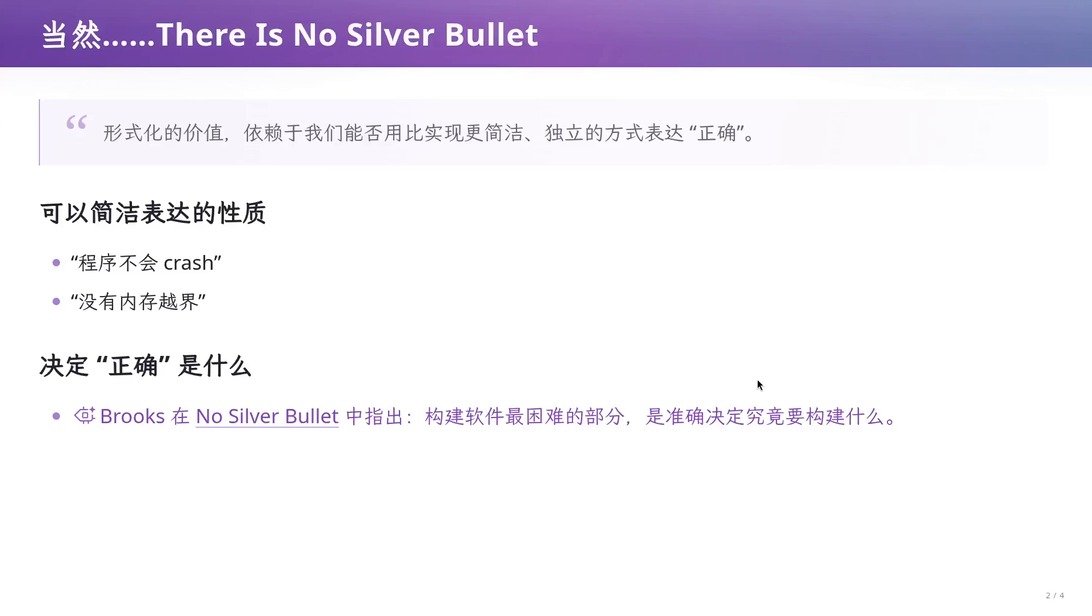 当然……There Is No Silver Bullet
“ 形式化的价值，依赖于我们能否用比实现更简洁、独立的方式表达 “正确”。
可以简洁表达的性质
• “程序不会 crash”
• “没有内存越界”
决定 “正确” 是什么
• Brooks 在 No Silver Bullet 中指出：构建软件最困难的部分，是准确决定究竟要构建什么。
2 / 4